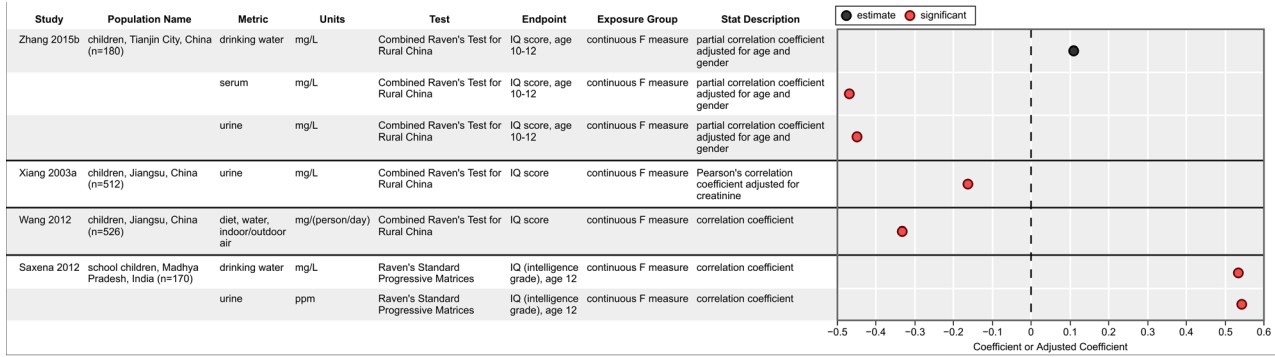 estimate significant
Study Population Name Metric Units Test Endpoint Exposure Group Stat Description
Zhang 2015b children, Tianjin City, China drinking water mg/L Combined Raven's Test for IQ score, age continuous F measure partial correlation coefficient
(n=180) Rural China 10-12 adjusted for age and
gender
serum mg/L Combined Raven's Test for IQ score, age continuous F measure partial correlation coefficient
Rural China 10-12 adjusted for age and
gender
urine mg/L Combined Raven's Test for IQ score, age continuous F measure partial correlation coefficient
Rural China 10-12 adjusted for age and
gender
Xiang 2003a children, Jiangsu, China urine mg/L Combined Raven's Test for IQ score continuous F measure Pearson's correlation
(n=512) Rural China coefficient adjusted for
creatinine
Wang 2012 children, Jiangsu, China diet, water, mg/(person/day) Combined Raven's Test for IQ score continuous F measure correlation coefficient
(n=526) indoor/outdoor Rural China
air
Saxena 2012 school children, Madhya drinking water mg/L Raven's Standard IQ (intelligence continuous F measure correlation coefficient
Pradesh, India (n=170) Progressive Matrices grade), age 12
urine ppm Raven's Standard IQ (intelligence continuous F measure correlation coefficient
Progressive Matrices grade), age 12
−0.5 −0.4 −0.3 −0.2 −0.1 0 0.1 0.2 0.3 0.4 0.5 0.6
Coefficient or Adjusted Coefficient